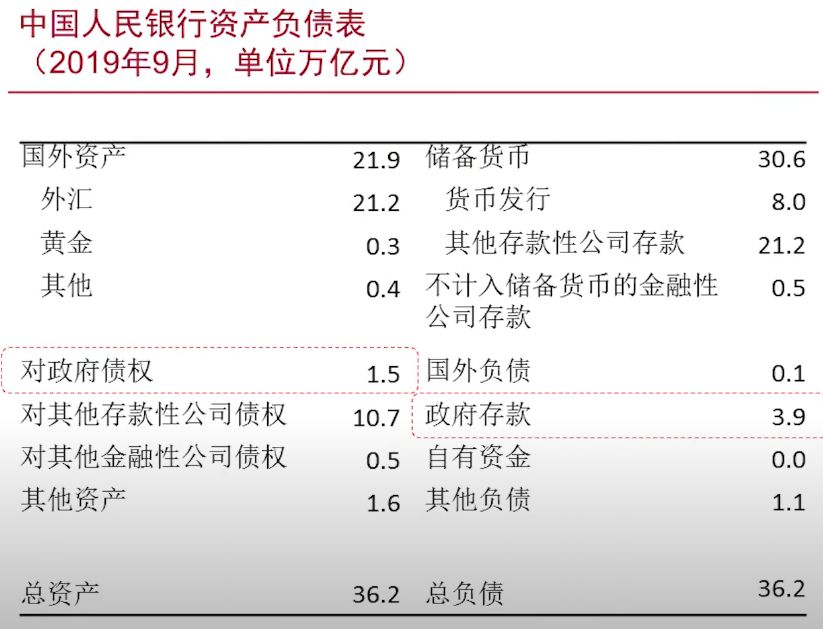 中国人民银行资产负债表
（2019年9月，单位万亿元）
国外资产 21.9 储备货币 30.6
外汇 21.2 货币发行 8.0
黄金 0.3 其他存款性公司存款 21.2
其他 0.4 不计入储备货币的金融性公司存款 0.5
对政府债权 1.5 国外负债 0.1
对其他存款性公司债权 10.7 政府存款 3.9
对其他金融性公司债权 0.5 自有资金 0.0
其他资产 1.6 其他负债 1.1
总资产 36.2 总负债 36.2